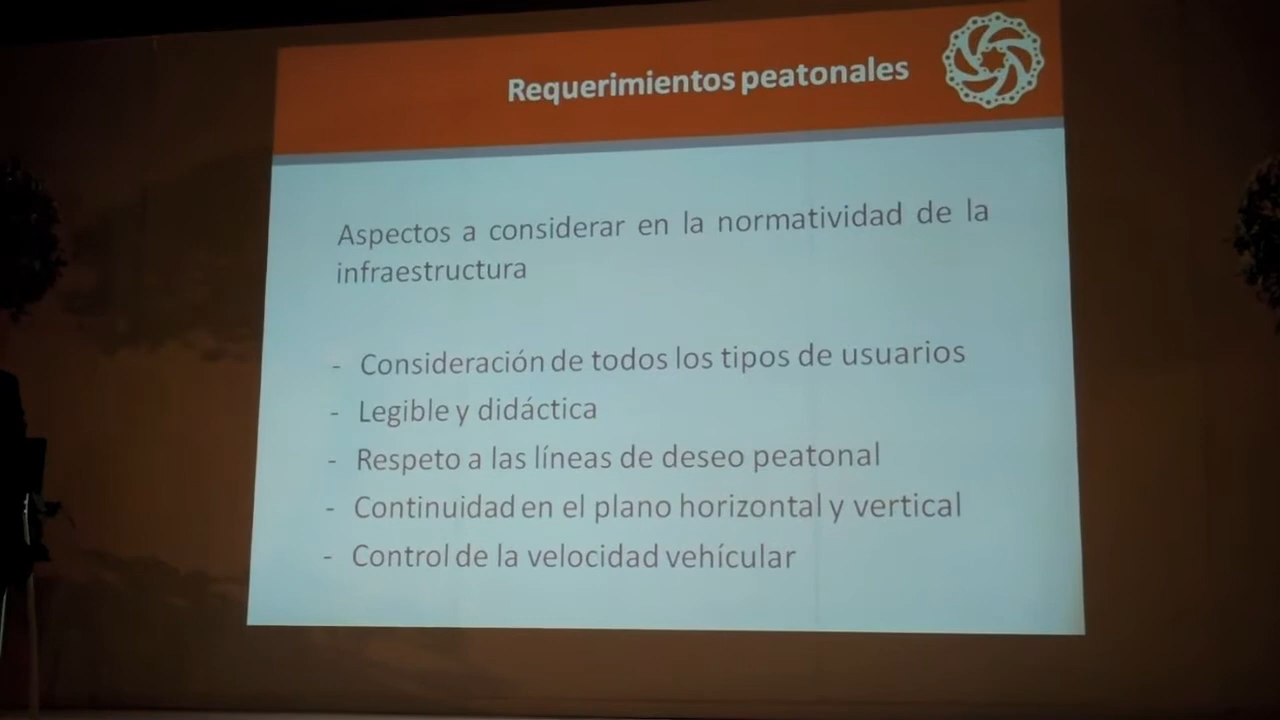 Requerimientos peatonales
Aspectos a considerar en la normatividad de la
infraestructura
- Consideración de todos los tipos de usuarios
- Legible y didáctica
- Respeto a las líneas de deseo peatonal
- Continuidad en el plano horizontal y vertical
- Control de la velocidad vehícular